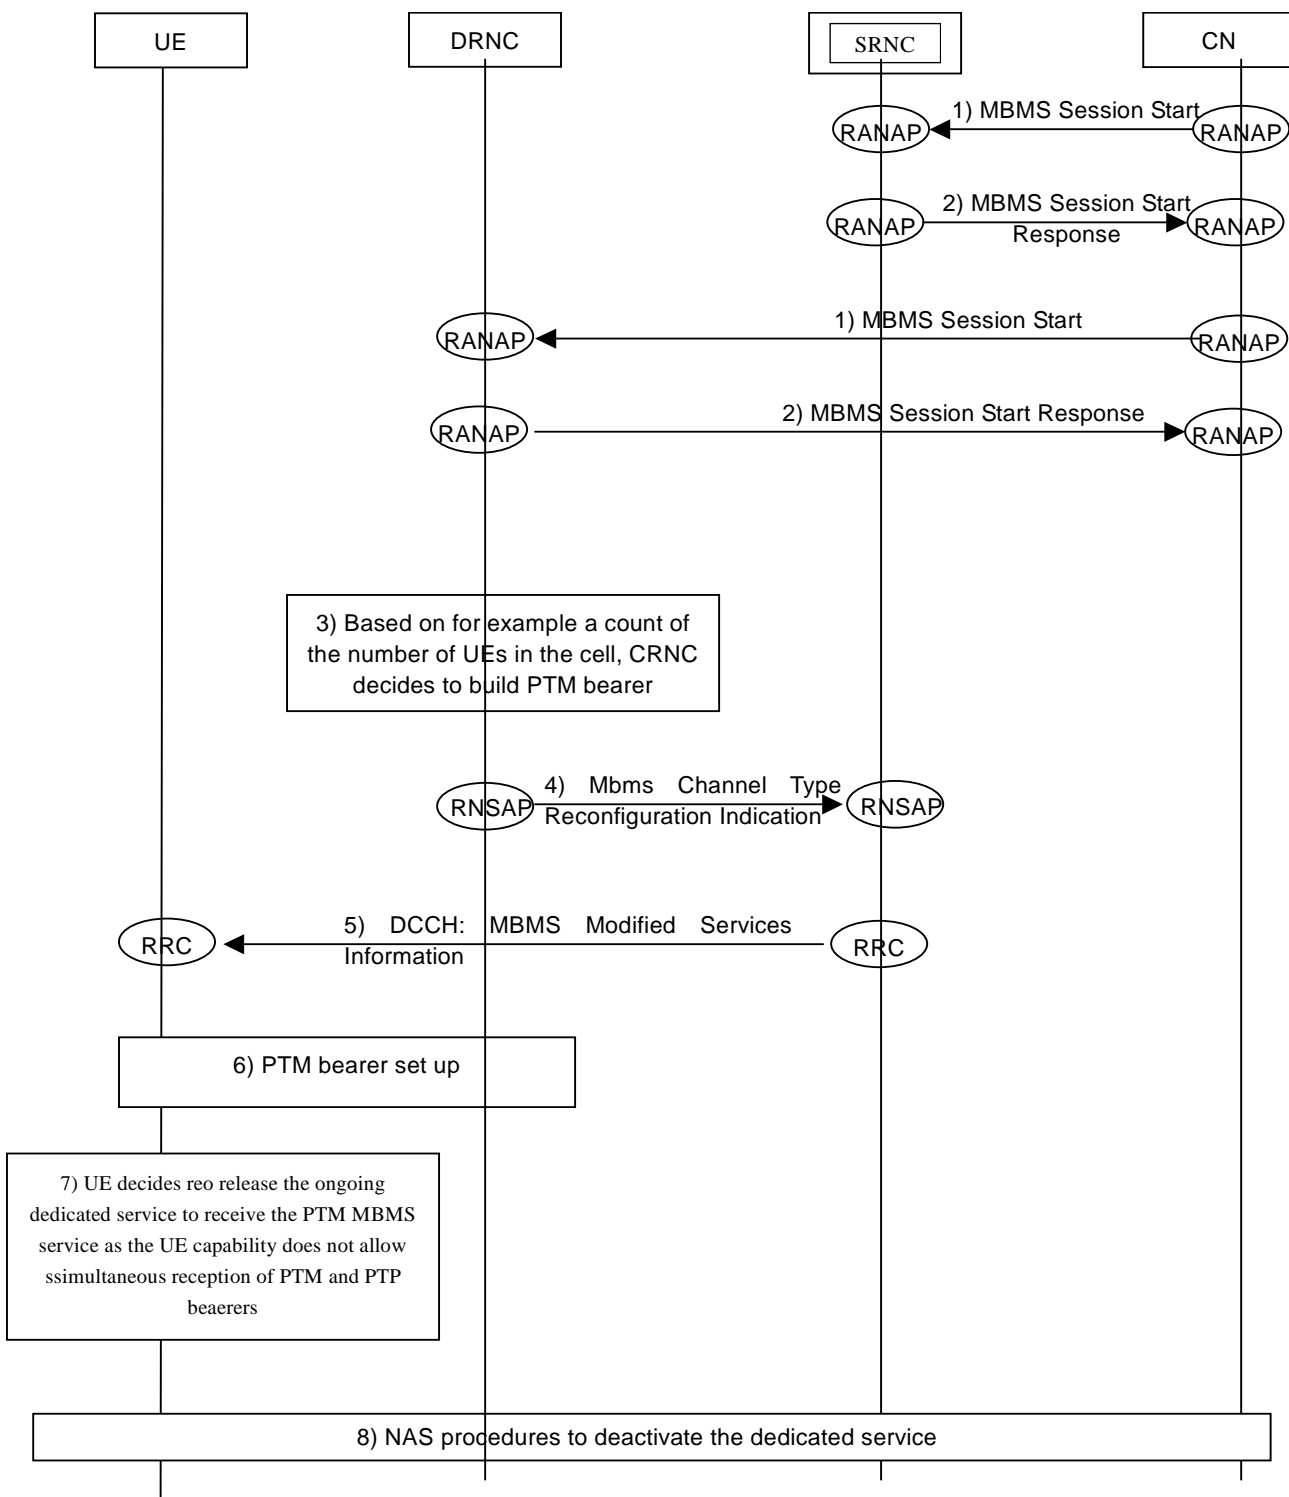 UE
DRNC
SRNC
CN
1) MBMS Session Start
RANAP
RANAP
2) MBMS Session Start
Response
RANAP
RANAP
1) MBMS Session Start
RANAP
RANAP
2) MBMS Session Start Response
RANAP
RANAP
3) Based on for example a count of
the number of UEs in the cell, CRNC
decides to build PTM bearer
4) Mbms Channel Type
Reconfiguration Indication
RNSAP
RNSAP
5) DCCH: MBMS Modified Services
Information
RRC
RRC
6) PTM bearer set up
7) UE decides reo release the ongoing
dedicated service to receive the PTM MBMS
service as the UE capability does not allow
ssimultaneous reception of PTM and PTP
beaerers
8) NAS procedures to deactivate the dedicated service